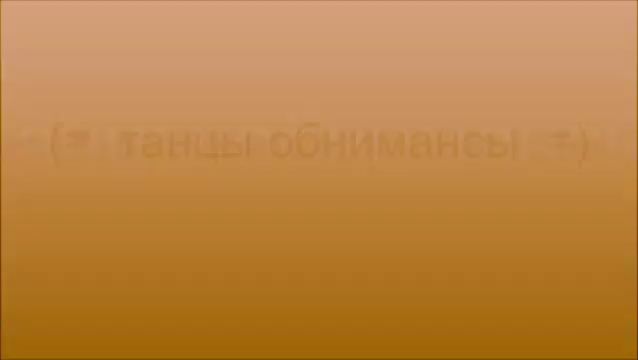 (= танцы обнимансы =)